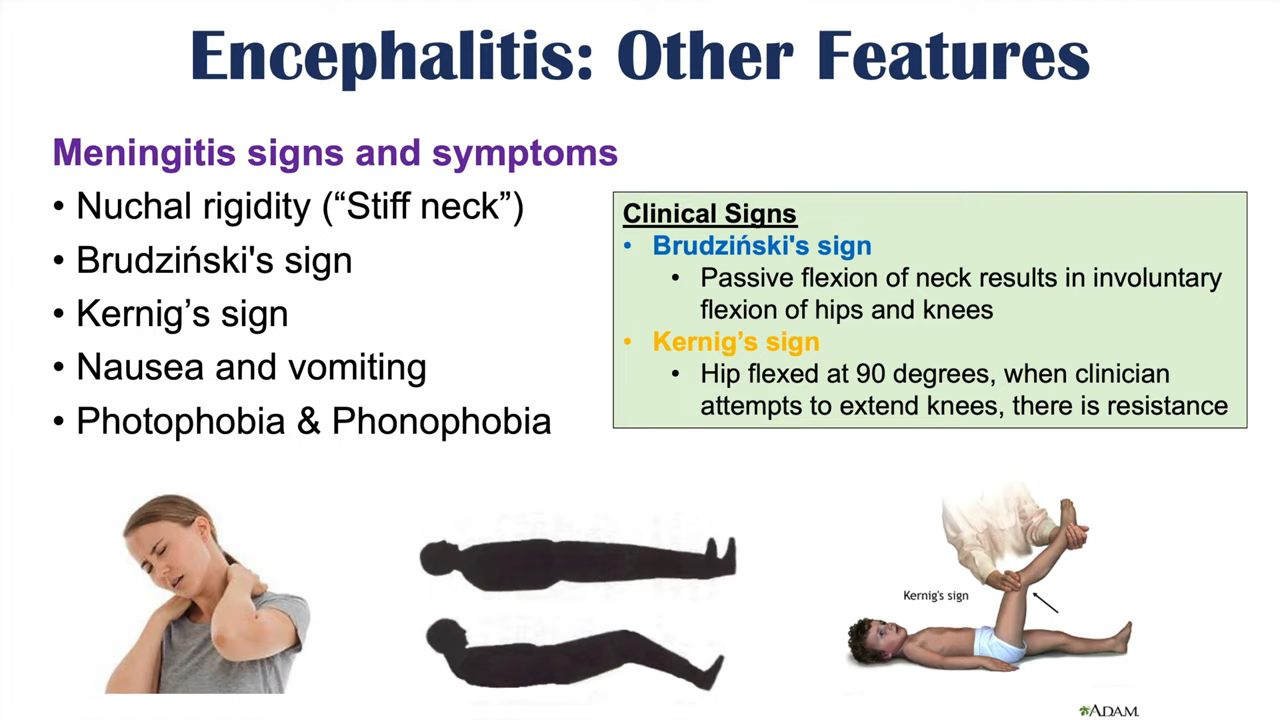 Encephalitis: Other Features
Meningitis signs and symptoms
• Nuchal rigidity (“Stiff neck”)
• Brudziński's sign
• Kernig’s sign
• Nausea and vomiting
• Photophobia & Phonophobia
Clinical Signs
• Brudziński's sign
• Passive flexion of neck results in involuntary
flexion of hips and knees
• Kernig’s sign
• Hip flexed at 90 degrees, when clinician
attempts to extend knees, there is resistance
Kernig's sign
ADAM.